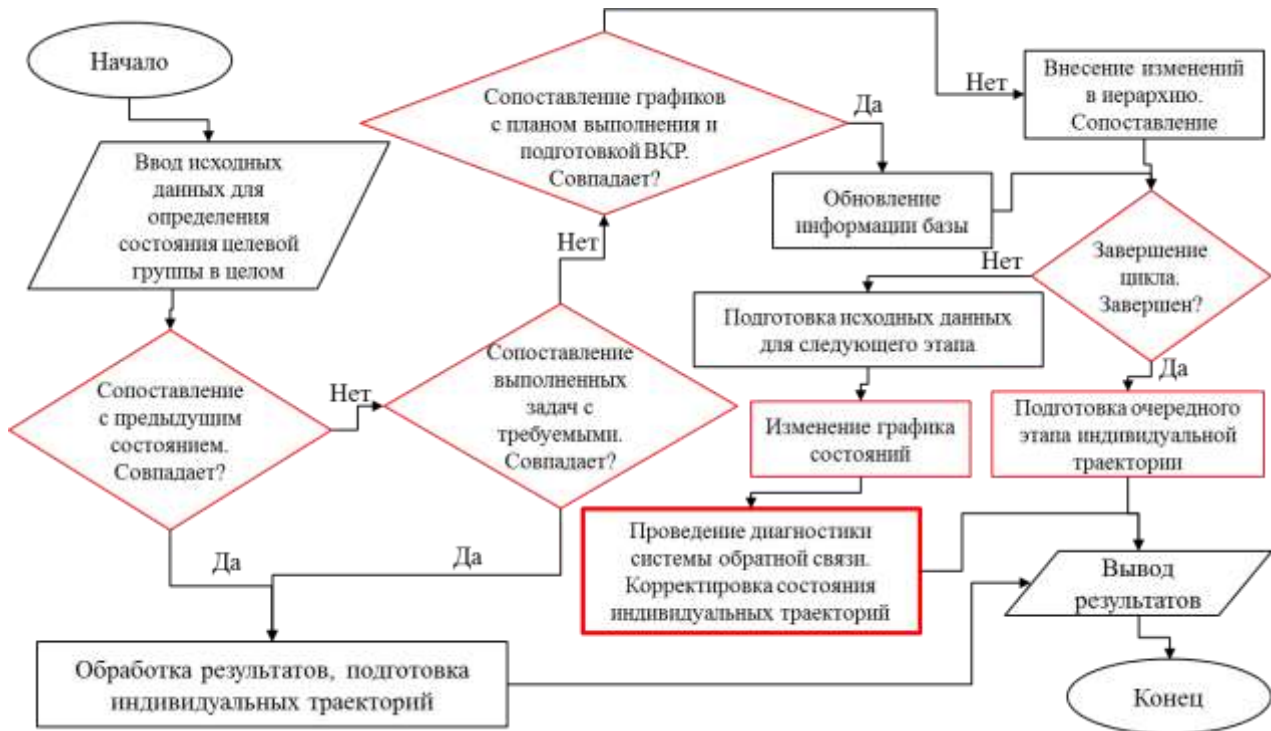 Начало
Ввод исходных
данных для
определения
состояния целевой
группы в целом
Сопоставление
с предыдущим
состоянием.
Совпадает?
Нет
Да
Сопоставление
выполненных
задач с
требуемыми.
Совпадает?
Нет
Да
Сопоставление графиков
с планом выполнения и
подготовкой ВКР.
Совпадает?
Нет
Да
Внесение изменений
в иерархию.
Сопоставление
Обновление
информации базы
Завершение
цикла.
Завершен?
Нет
Да
Подготовка исходных данных
для следующего этапа
Изменение графика
состояний
Подготовка очередного
этапа индивидуальной
траектории
Проведение диагностики
системы обратной связи.
Корректировка состояния
индивидуальных траекторий
Обработка результатов, подготовка
индивидуальных траекторий
Вывод
результатов
Конец